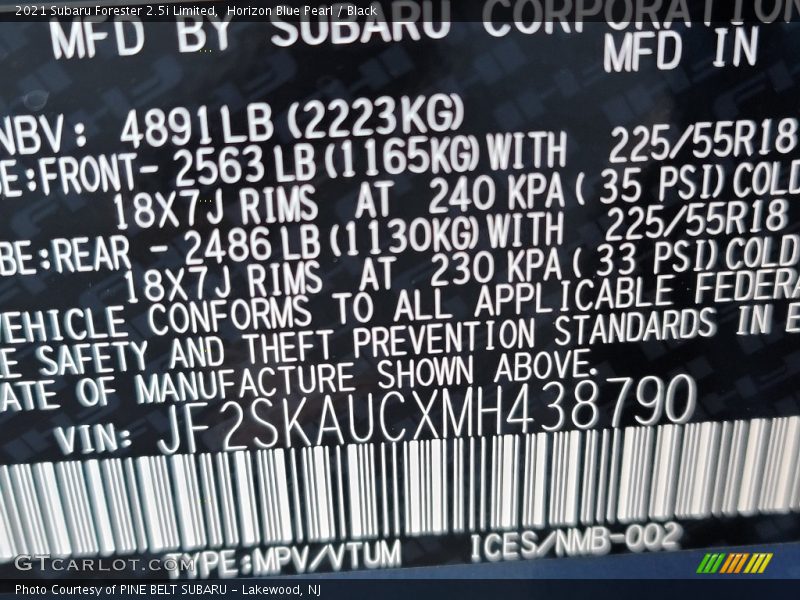 2021 Subaru Forester 2.5i Limited, Horizon Blue Pearl / Black
MFD BY SUBARU CORPORATION
MFD IN
NBV: 4891LB (2223KG)
BE:FRONT- 2563 LB (1165KG) WITH 225/55R18
18X7J RIMS AT 240 KPA ( 35 PSI) COLD
BE:REAR - 2486 LB (1130KG) WITH 225/55R18
18X7J RIMS AT 230 KPA ( 33 PSI) COLD
VEHICLE CONFORMS TO ALL APPLICABLE FEDERA
E SAFETY AND THEFT PREVENTION STANDARDS IN E
ATE OF MANUFACTURE SHOWN ABOVE.
VIN: JF2SKAUCXMH438790
TYPE:MPV/VTUM ICES/NMB-002
GTCARLOT.COM
Photo Courtesy of PINE BELT SUBARU - Lakewood, NJ